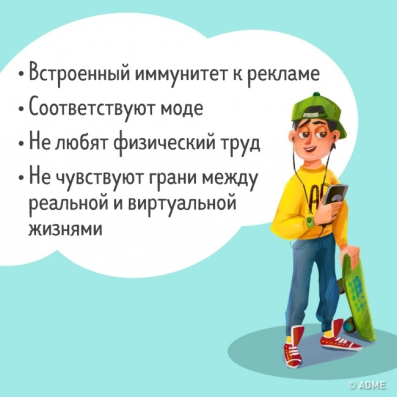 • Встроенный иммунитет к рекламе
• Соответствуют моде
• Не любят физический труд
• Не чувствуют грани между
реальной и виртуальной
жизнями
© ADME